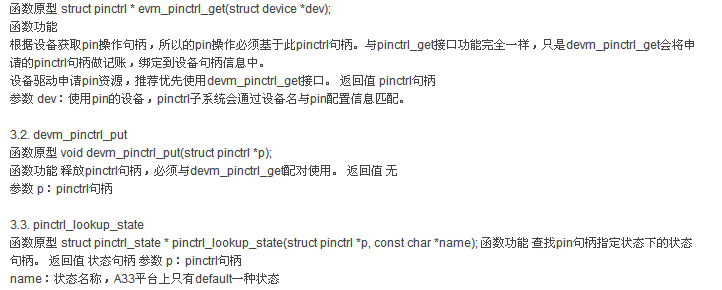 函数原型 struct pinctrl * evm_pinctrl_get(struct device *dev);
函数功能
根据设备获取pin操作句柄，所以的pin操作必须基于此pinctrl句柄。与pinctrl_get接口功能完全一样，只是devm_pinctrl_get会将申
请的pinctrl句柄做记账，绑定到设备句柄信息中。
设备驱动申请pin资源，推荐优先使用devm_pinctrl_get接口。 返回值 pinctrl句柄
参数 dev：使用pin的设备，pinctrl子系统会通过设备名与pin配置信息匹配。
3.2. devm_pinctrl_put
函数原型 void devm_pinctrl_put(struct pinctrl *p);
函数功能 释放pinctrl句柄，必须与devm_pinctrl_get配对使用。 返回值 无
参数 p：pinctrl句柄
3.3. pinctrl_lookup_state
函数原型 struct pinctrl_state * pinctrl_lookup_state(struct pinctrl *p, const char *name); 函数功能 查找pin句柄指定状态下的状态
句柄。 返回值 状态句柄 参数 p：pinctrl句柄
name：状态名称，A33平台上只有default一种状态